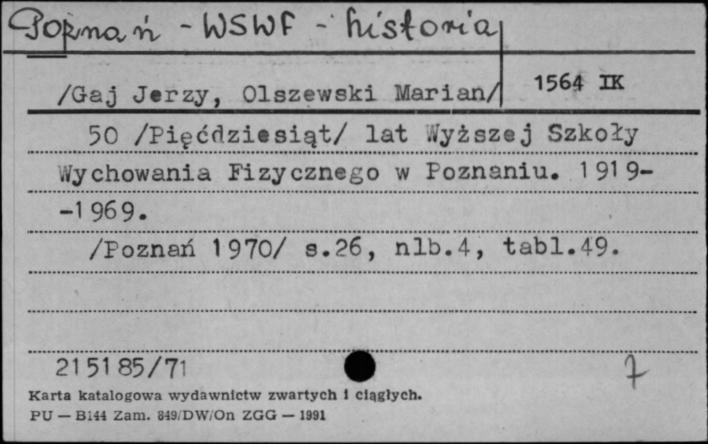 Poznań - WSWF - historia
/Gaj Jerzy, Olszewski Marian/ 1564 IK
50 /Pięćdziesiąt/ lat Wyższej Szkoły
Wychowania Fizycznego w Poznaniu. 1919-
-1969.
/Poznań 1970/ s.26, nlb.4, tabl.49.
215185/71 7
Karta katalogowa wydawnictw zwartych i ciągłych.
PU — B144 Zam. 849/DW/On ZGG — 1991